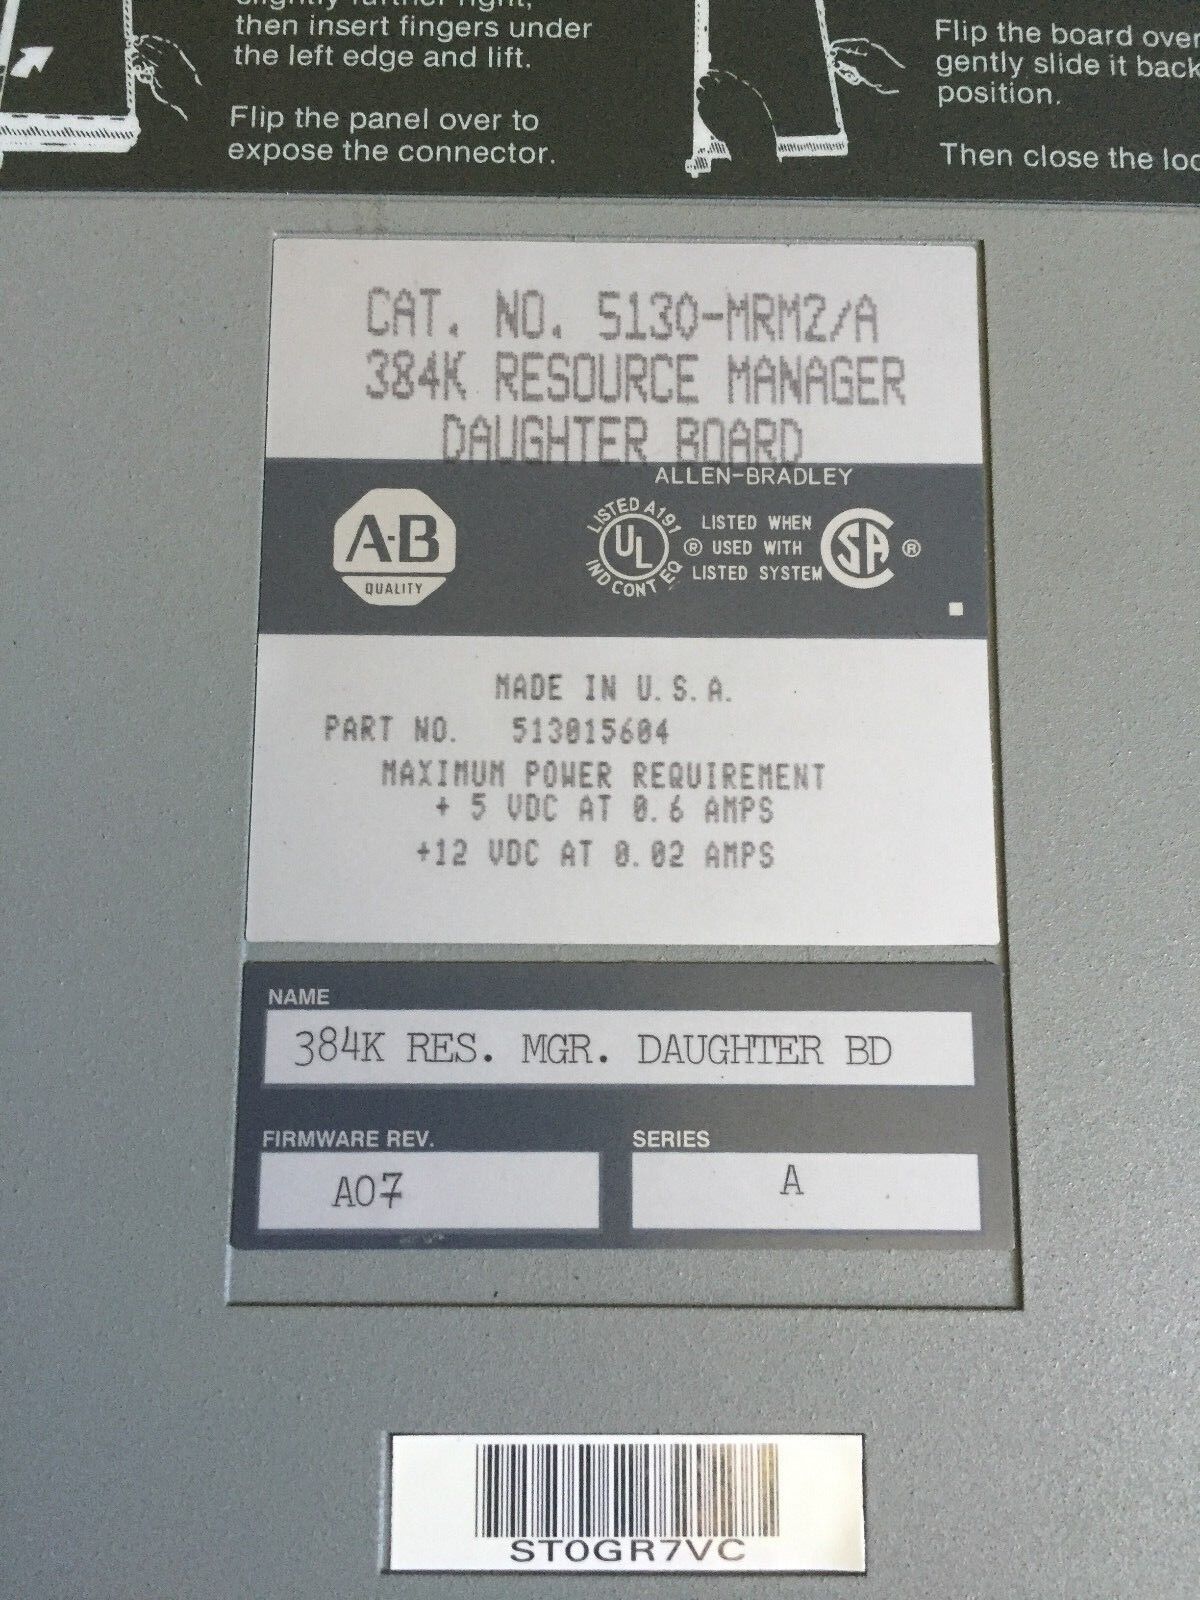 slightly further right,
then insert fingers under
the left edge and lift.
Flip the panel over to
expose the connector.
Flip the board over
gently slide it back
position.
Then close the loc
CAT. NO. 5130-MRM2/A
384K RESOURCE MANAGER
DAUGHTER BOARD
ALLEN-BRADLEY
A-B
QUALITY
LISTED A191
UL
IND CONT EQ
®
LISTED WHEN
USED WITH
LISTED SYSTEM
SA
®
MADE IN U.S.A.
PART NO. 513015604
MAXIMUM POWER REQUIREMENT
+ 5 VDC AT 0.6 AMPS
+12 VDC AT 0.02 AMPS
NAME
384K RES. MGR. DAUGHTER BD
FIRMWARE REV.
A07
SERIES
A
ST0GR7VC